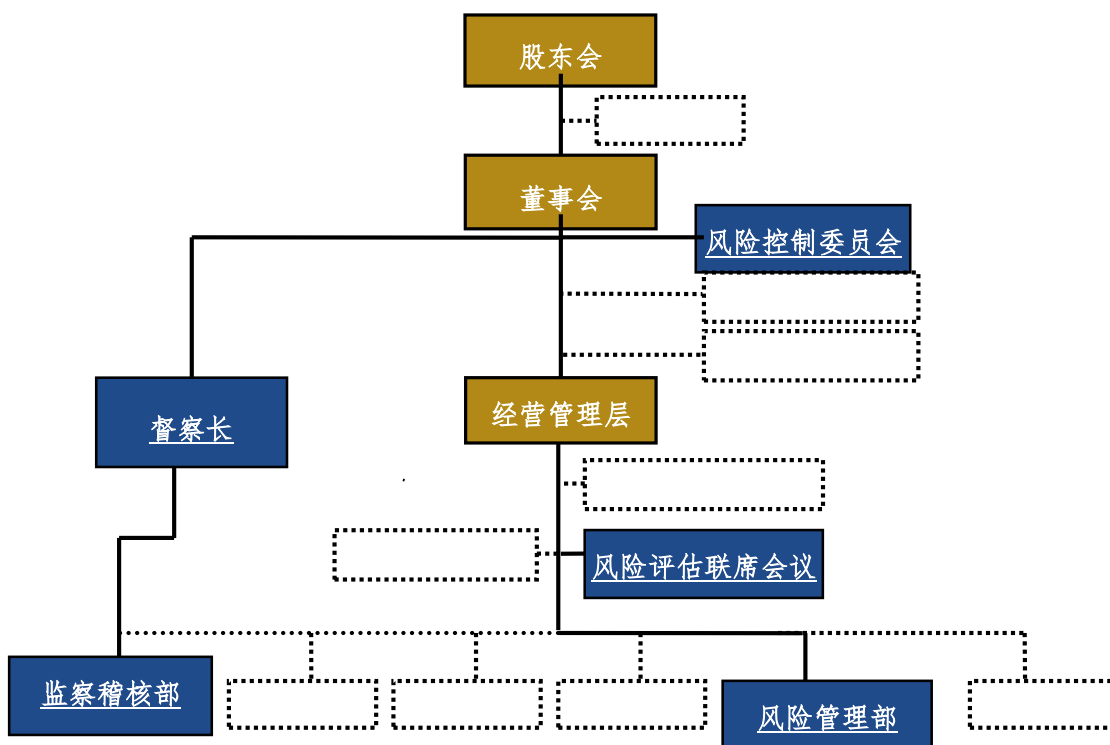 股东会
董事会
风险控制委员会
督察长
经营管理层
风险评估联席会议
监察稽核部
风险管理部